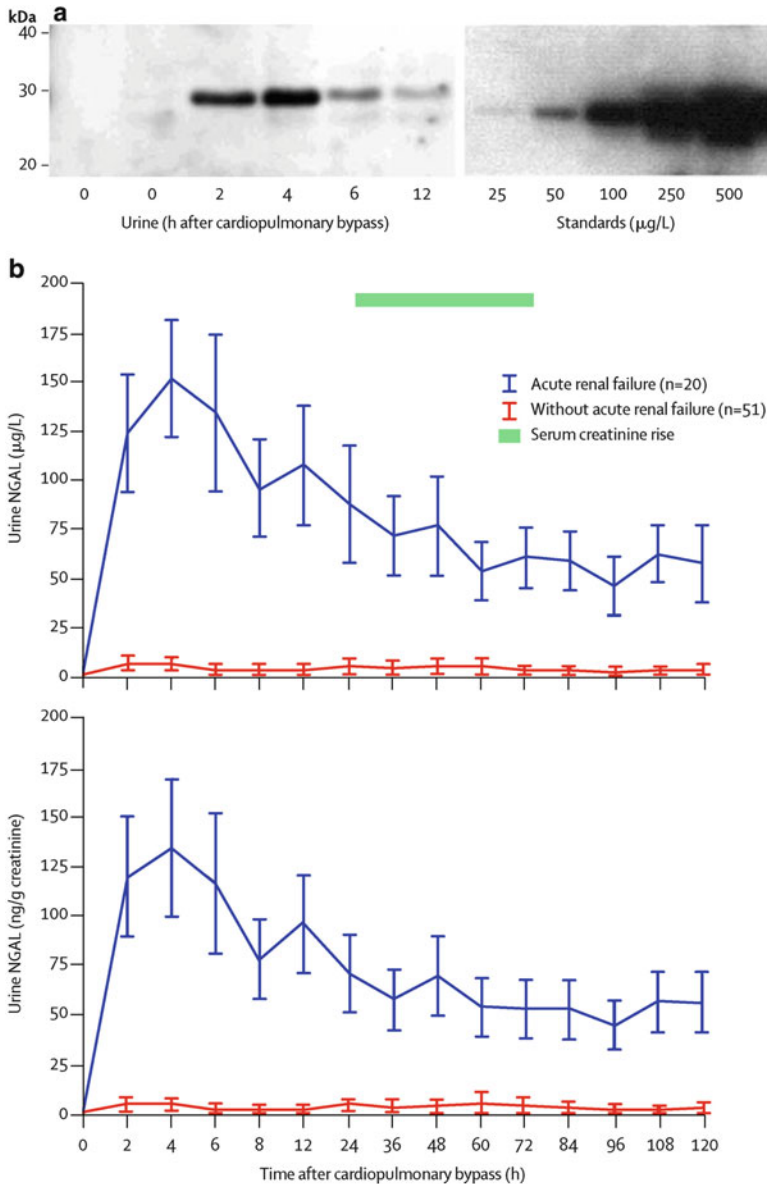 kDa a
40
30
20
0 0 2 4 6 12 25 50 100 250 500
Urine (h after cardiopulmonary bypass) Standards (μg/L)
b
200
175
150
125
100
75
50
25
0
Urine NGAL (μg/L)
Acute renal failure (n=20)
Without acute renal failure (n=51)
Serum creatinine rise
200
175
150
125
100
75
50
25
0
Urine NGAL (ng/g creatinine)
0 2 4 6 8 12 24 36 48 60 72 84 96 108 120
Time after cardiopulmonary bypass (h)